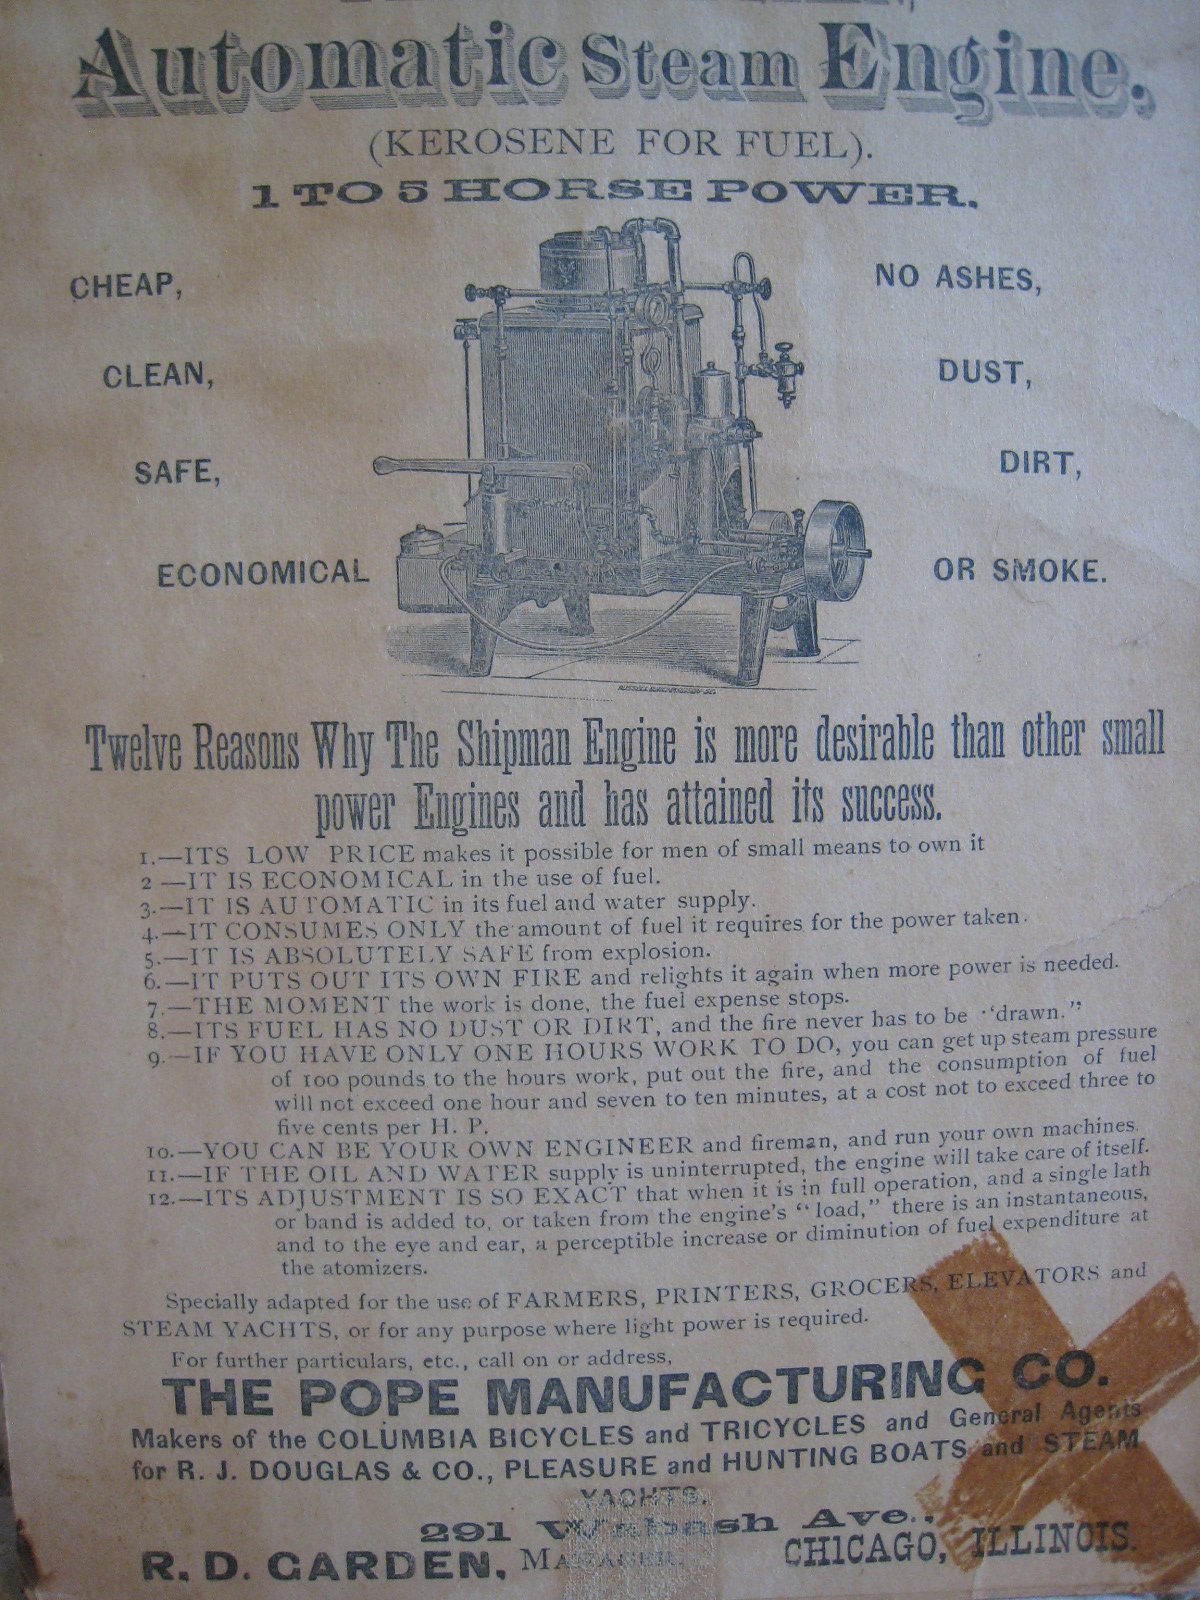 Automatic Steam Engine,
(KEROSENE FOR FUEL).
1 TO 5 HORSE POWER.
CHEAP,
CLEAN,
SAFE,
ECONOMICAL
NO ASHES,
DUST,
DIRT,
OR SMOKE.
Twelve Reasons Why The Shipman Engine is more desirable than other small
power Engines and has attained its success.
1.—ITS LOW PRICE makes it possible for men of small means to own it
2 —IT IS ECONOMICAL in the use of fuel.
3.—IT IS AUTOMATIC in its fuel and water supply.
4.—IT CONSUMES ONLY the amount of fuel it requires for the power taken.
5.—IT IS ABSOLUTELY SAFE from explosion.
6.—IT PUTS OUT ITS OWN FIRE and relights it again when more power is needed.
7.—THE MOMENT the work is done, the fuel expense stops.
8.—ITS FUEL HAS NO DUST OR DIRT, and the fire never has to be "drawn."
9.—IF YOU HAVE ONLY ONE HOURS WORK TO DO, you can get up steam pressure
of 100 pounds to the hours work, put out the fire, and the consumption of fuel
will not exceed one hour and seven to ten minutes, at a cost not to exceed three to
five cents per H. P.
10.—YOU CAN BE YOUR OWN ENGINEER and fireman, and run your own machines.
11.—IF THE OIL AND WATER supply is uninterrupted, the engine will take care of itself.
12.—ITS ADJUSTMENT IS SO EXACT that when it is in full operation, and a single lath
or band is added to, or taken from the engine's "load," there is an instantaneous,
and to the eye and ear, a perceptible increase or diminution of fuel expenditure at
the atomizers.
Specially adapted for the use of FARMERS, PRINTERS, GROCERS, ELEVATORS and
STEAM YACHTS, or for any purpose where light power is required.
For further particulars, etc., call on or address,
THE POPE MANUFACTURING CO.
Makers of the COLUMBIA BICYCLES and TRICYCLES and General Agents
for R. J. DOUGLAS & CO., PLEASURE and HUNTING BOATS and STEAM
YACHTS.
291 Wabash Ave.,
R. D. GARDEN, MANAGER. CHICAGO, ILLINOIS.